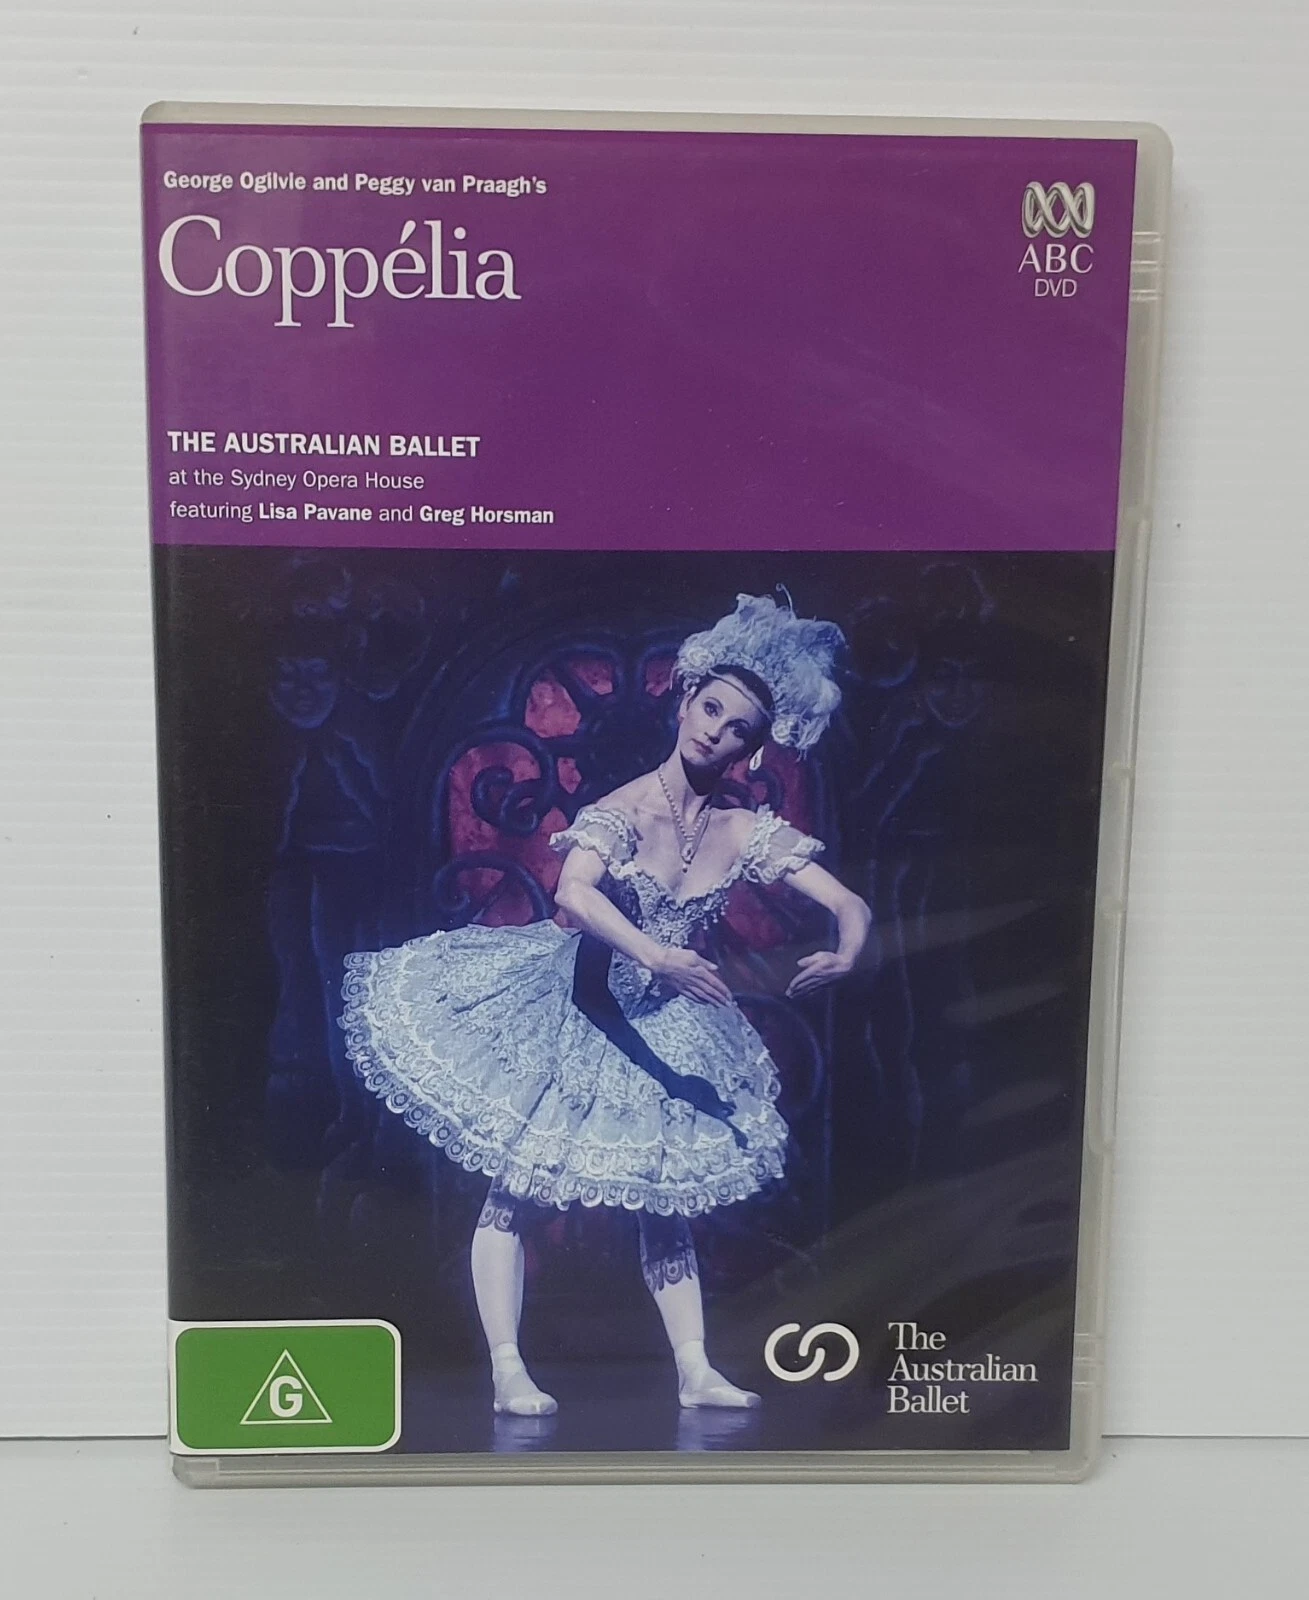 George Ogilvie and Peggy van Praagh's
Coppélia
ABC
DVD
THE AUSTRALIAN BALLET
at the Sydney Opera House
featuring Lisa Pavane and Greg Horsman
G
The
Australian
Ballet